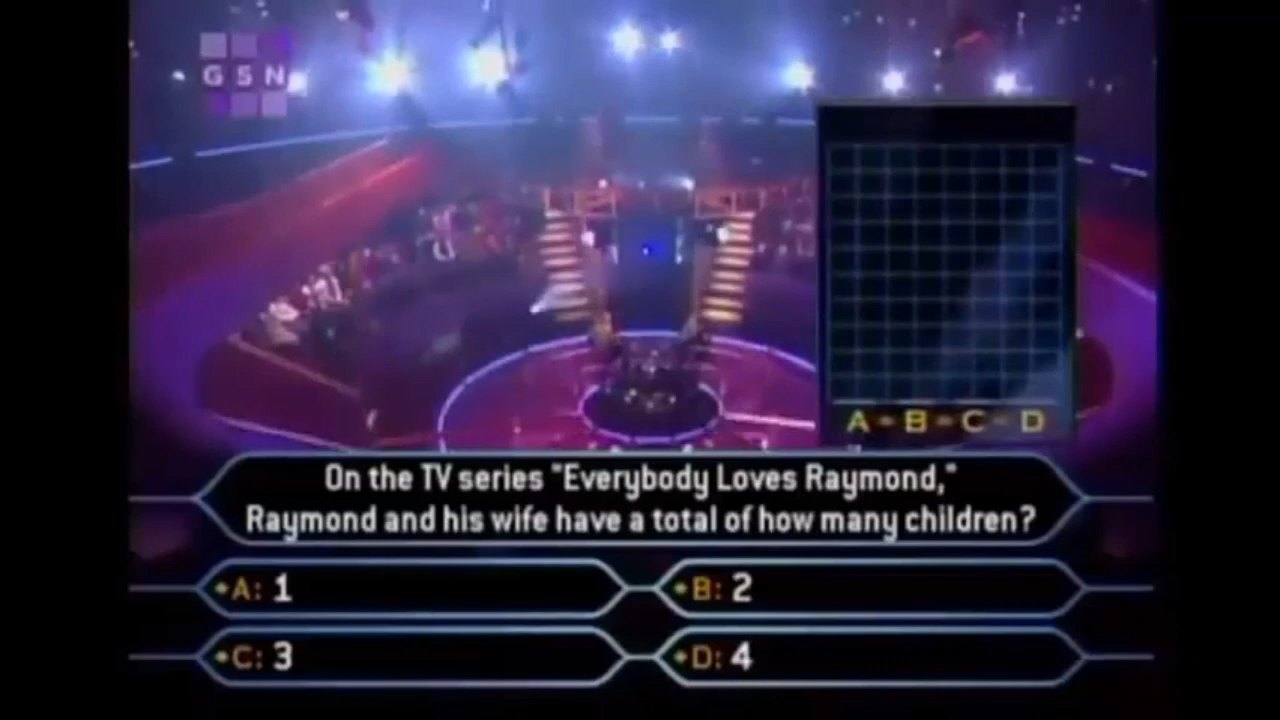 GSN
A B C D
On the TV series "Everybody Loves Raymond,"
Raymond and his wife have a total of how many children?
A: 1
B: 2
C: 3
D: 4